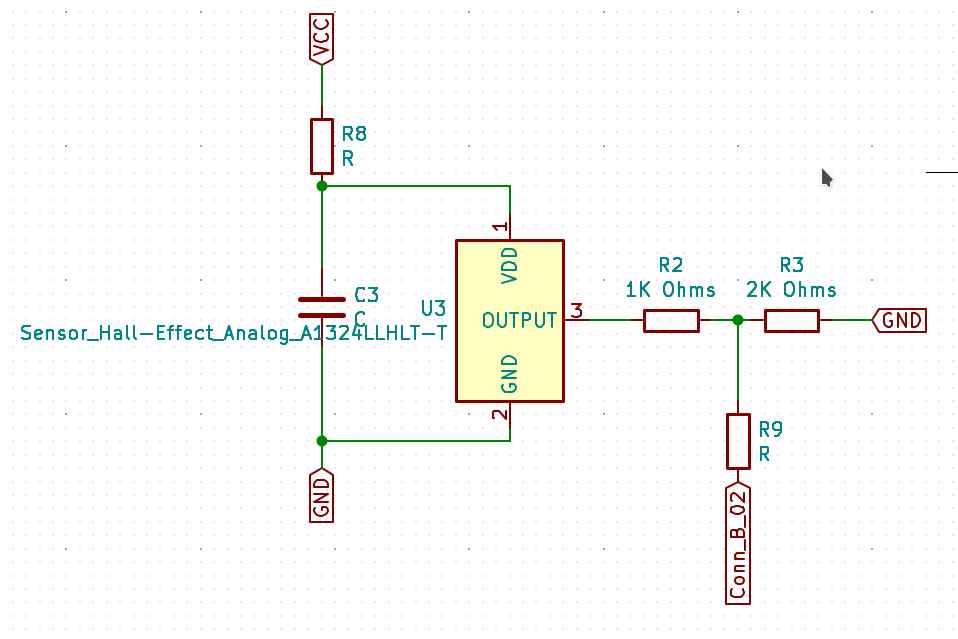 VCC
R8
R
1
VDD
C3
C
U3
Sensor_Hall-Effect_Analog_A1324LLHLT-T
OUTPUT
3
GND
2
R2
1K Ohms
R3
2K Ohms
GND
R9
R
GND
Conn_B_02